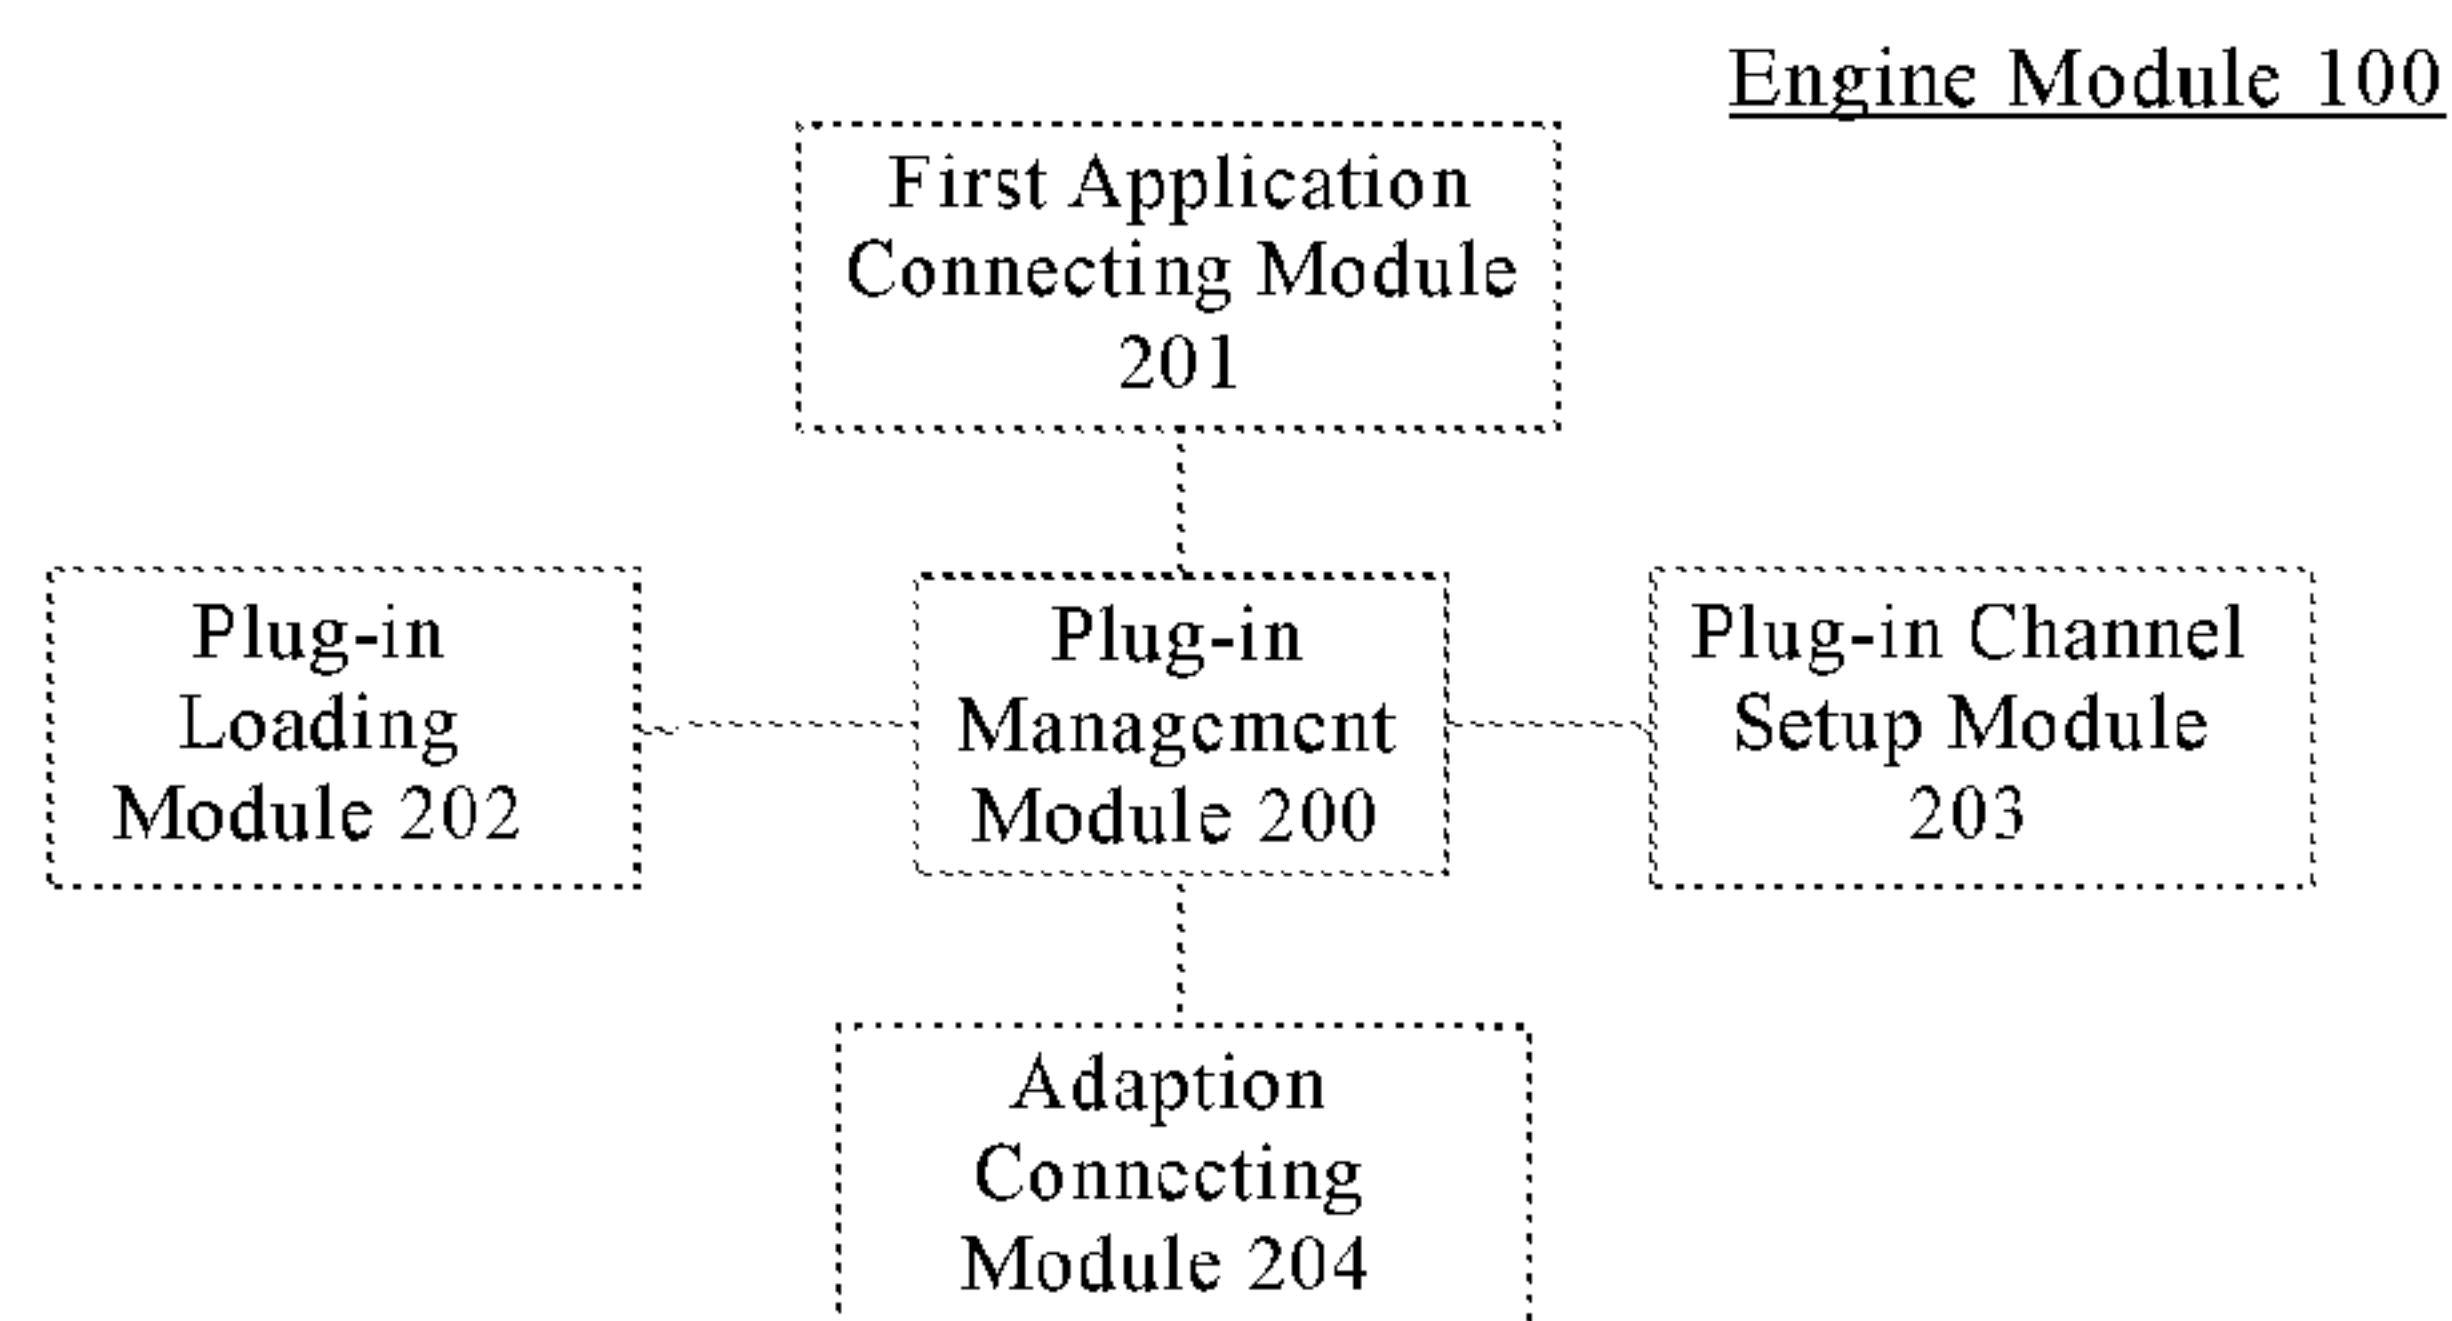 Engine Module 100
First Application
Connecting Module
201
Plug-in
Loading
Module 202
Plug-in
Management
Module 200
Plug-in Channel
Setup Module
203
Adaption
Connecting
Module 204